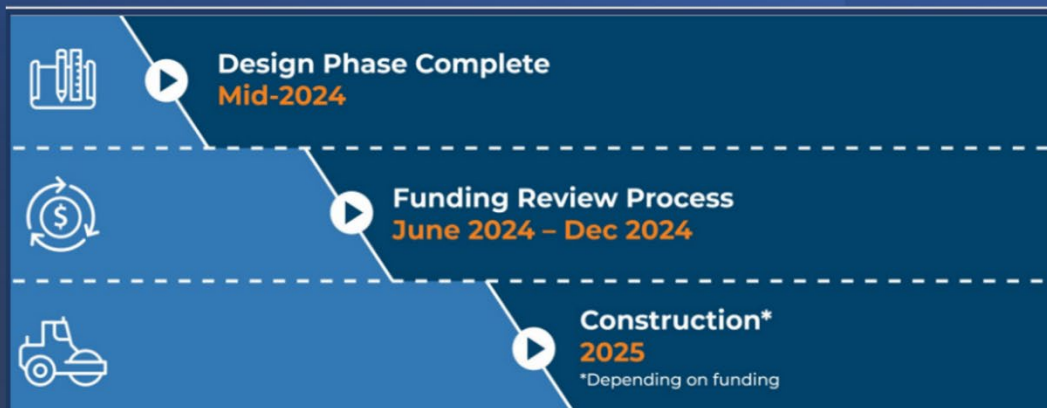 Design Phase Complete
Mid-2024
$
Funding Review Process
June 2024 – Dec 2024
Construction*
2025
*Depending on funding